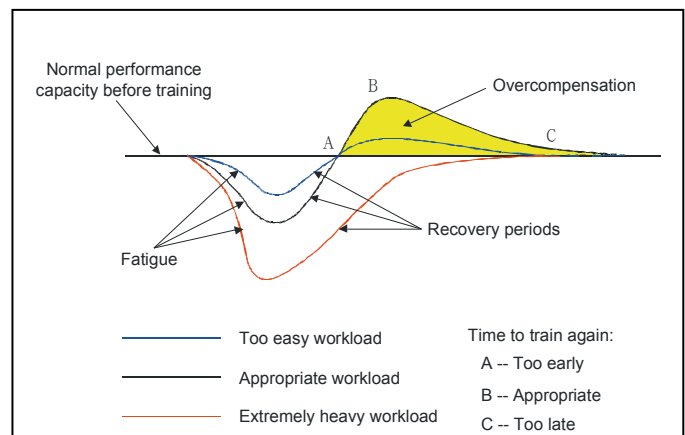 Normal performance
capacity before training
B
Overcompensation
A
C
Fatigue
Recovery periods
Too easy workload
Appropriate workload
Extremely heavy workload
Time to train again:
A -- Too early
B -- Appropriate
C -- Too late